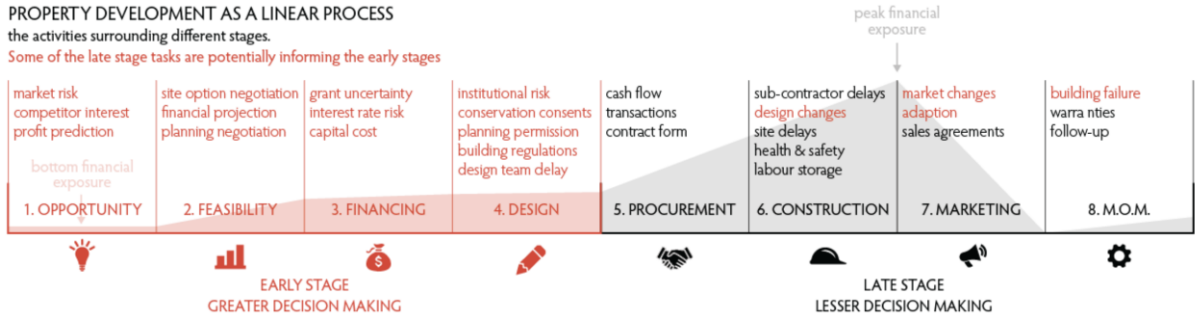 PROPERTY DEVELOPMENT AS A LINEAR PROCESS
the activities surrounding different stages.
Some of the late stage tasks are potentially informing the early stages
peak financial
exposure
market risk
competitor interest
profit prediction
bottom financial
exposure
1. OPPORTUNITY
site option negotiation
financial projection
planning negotiation
2. FEASIBILITY
grant uncertainty
interest rate risk
capital cost
3. FINANCING
institutional risk
conservation consents
planning permission
building regulations
design team delay
4. DESIGN
cash flow
transactions
contract form
5. PROCUREMENT
sub-contractor delays
design changes
site delays
health & safety
labour storage
6. CONSTRUCTION
market changes
adaption
sales agreements
7. MARKETING
building failure
warra nties
follow-up
8. M.O.M.
$
EARLY STAGE
GREATER DECISION MAKING
LATE STAGE
LESSER DECISION MAKING